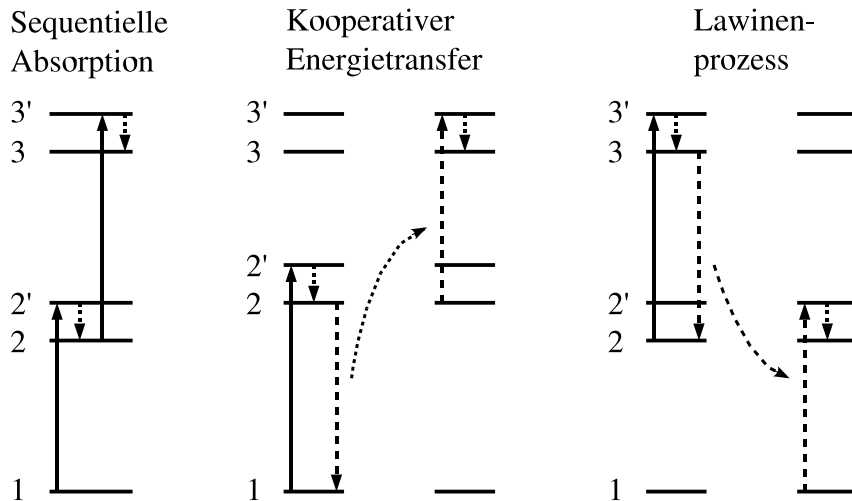 Sequentielle
Absorption
Kooperativer
Energietransfer
Lawinen-
prozess
3'
3
2'
2
1
3'
3
2'
2
1
3'
3
2'
2
1